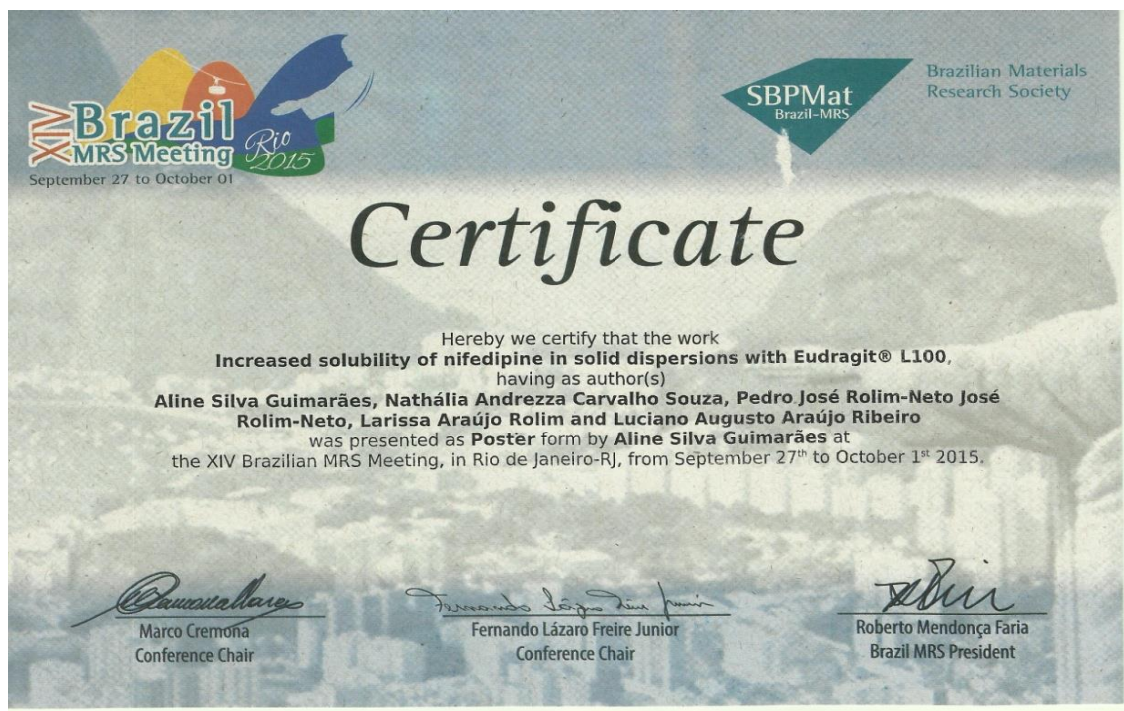 XIV Brazil
MRS Meeting
Rio
2015
September 27 to October 01
SBPMat
Brazil-MRS
Brazilian Materials
Research Society
Certificate
Hereby we certify that the work
Increased solubility of nifedipine in solid dispersions with Eudragit® L100,
having as author(s)
Aline Silva Guimarães, Nathália Andrezza Carvalho Souza, Pedro José Rolim-Neto José
Rolim-Neto, Larissa Araújo Rolim and Luciano Augusto Araújo Ribeiro
was presented as Poster form by Aline Silva Guimarães at
the XIV Brazilian MRS Meeting, in Rio de Janeiro-RJ, from September 27th to October 1st 2015.
Fernando Lázaro Freire Junior
Marco Cremona
Fernando Lázaro Freire Junior
Roberto Mendonça Faria
Conference Chair
Conference Chair
Brazil MRS President